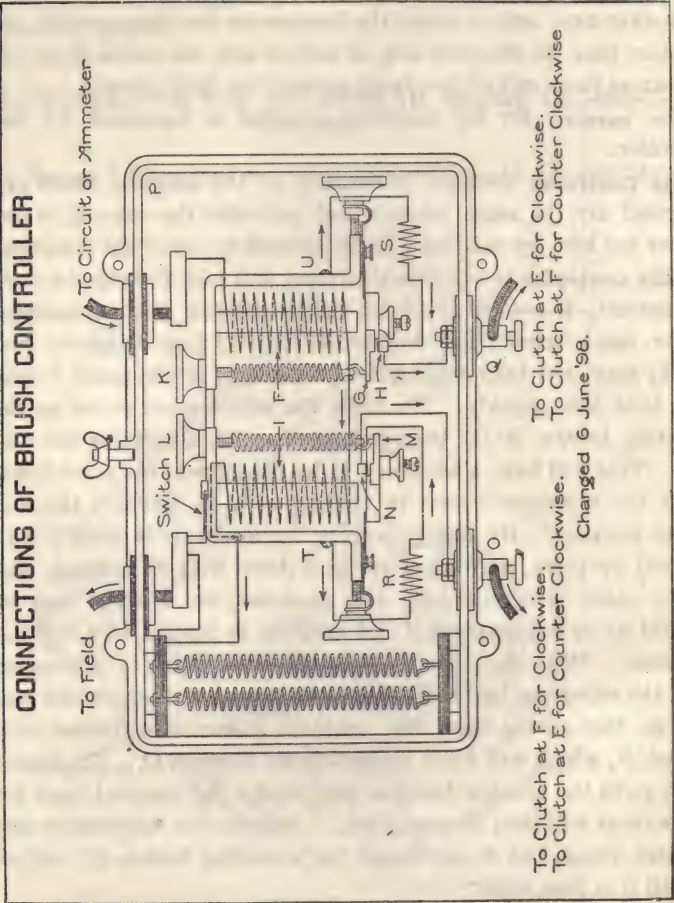 CONNECTIONS OF BRUSH CONTROLLER
To Field
To Circuit or Ammeter
P
Switch L
K
I
F
T
U
N
M
G
H
R
S
O
Q
To Clutch at F for Clockwise.
To Clutch at E for Counter Clockwise.
To Clutch at E for Clockwise.
To Clutch at F for Counter Clockwise
Changed 6 June '98.